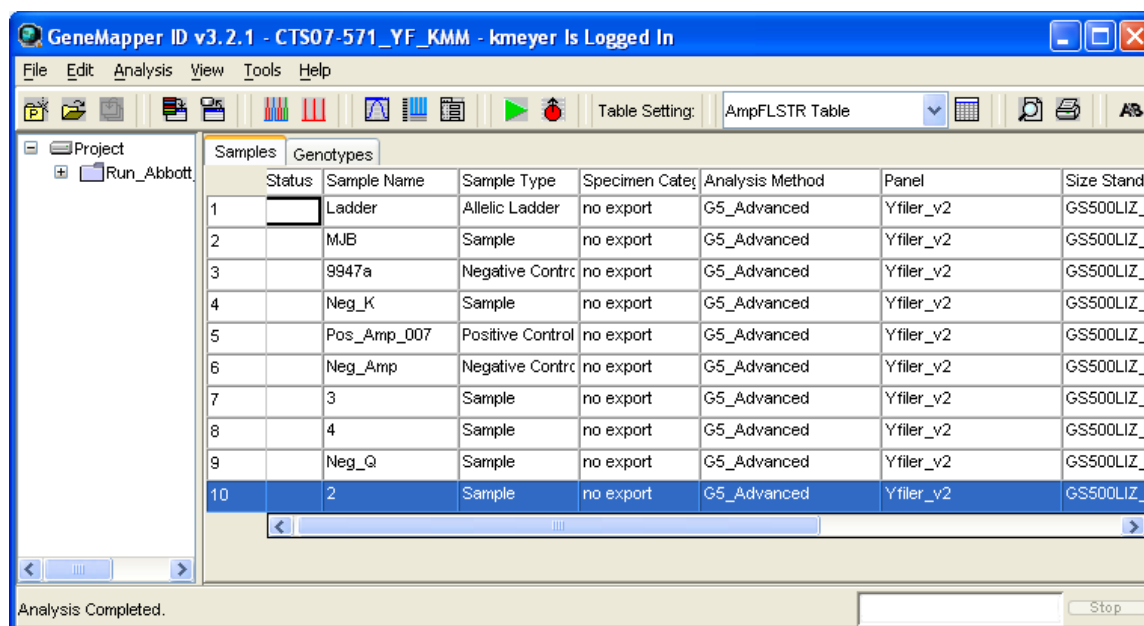 GeneMapper ID v3.2.1 - CTS07-571_YF_KMM - kmeyer Is Logged In
File Edit Analysis View Tools Help
Table Setting: AmpFLSTR Table AB
Project
Run_Abbott_
Samples Genotypes
Status Sample Name Sample Type Specimen Categ Analysis Method Panel Size Stand
1 Ladder Allelic Ladder no export G5_Advanced Yfiler_v2 GS500LIZ_
2 MJB Sample no export G5_Advanced Yfiler_v2 GS500LIZ_
3 9947a Negative Contro no export G5_Advanced Yfiler_v2 GS500LIZ_
4 Neg_K Sample no export G5_Advanced Yfiler_v2 GS500LIZ_
5 Pos_Amp_007 Positive Control no export G5_Advanced Yfiler_v2 GS500LIZ_
6 Neg_Amp Negative Contro no export G5_Advanced Yfiler_v2 GS500LIZ_
7 3 Sample no export G5_Advanced Yfiler_v2 GS500LIZ_
8 4 Sample no export G5_Advanced Yfiler_v2 GS500LIZ_
9 Neg_Q Sample no export G5_Advanced Yfiler_v2 GS500LIZ_
10 2 Sample no export G5_Advanced Yfiler_v2 GS500LIZ_
Analysis Completed. Stop